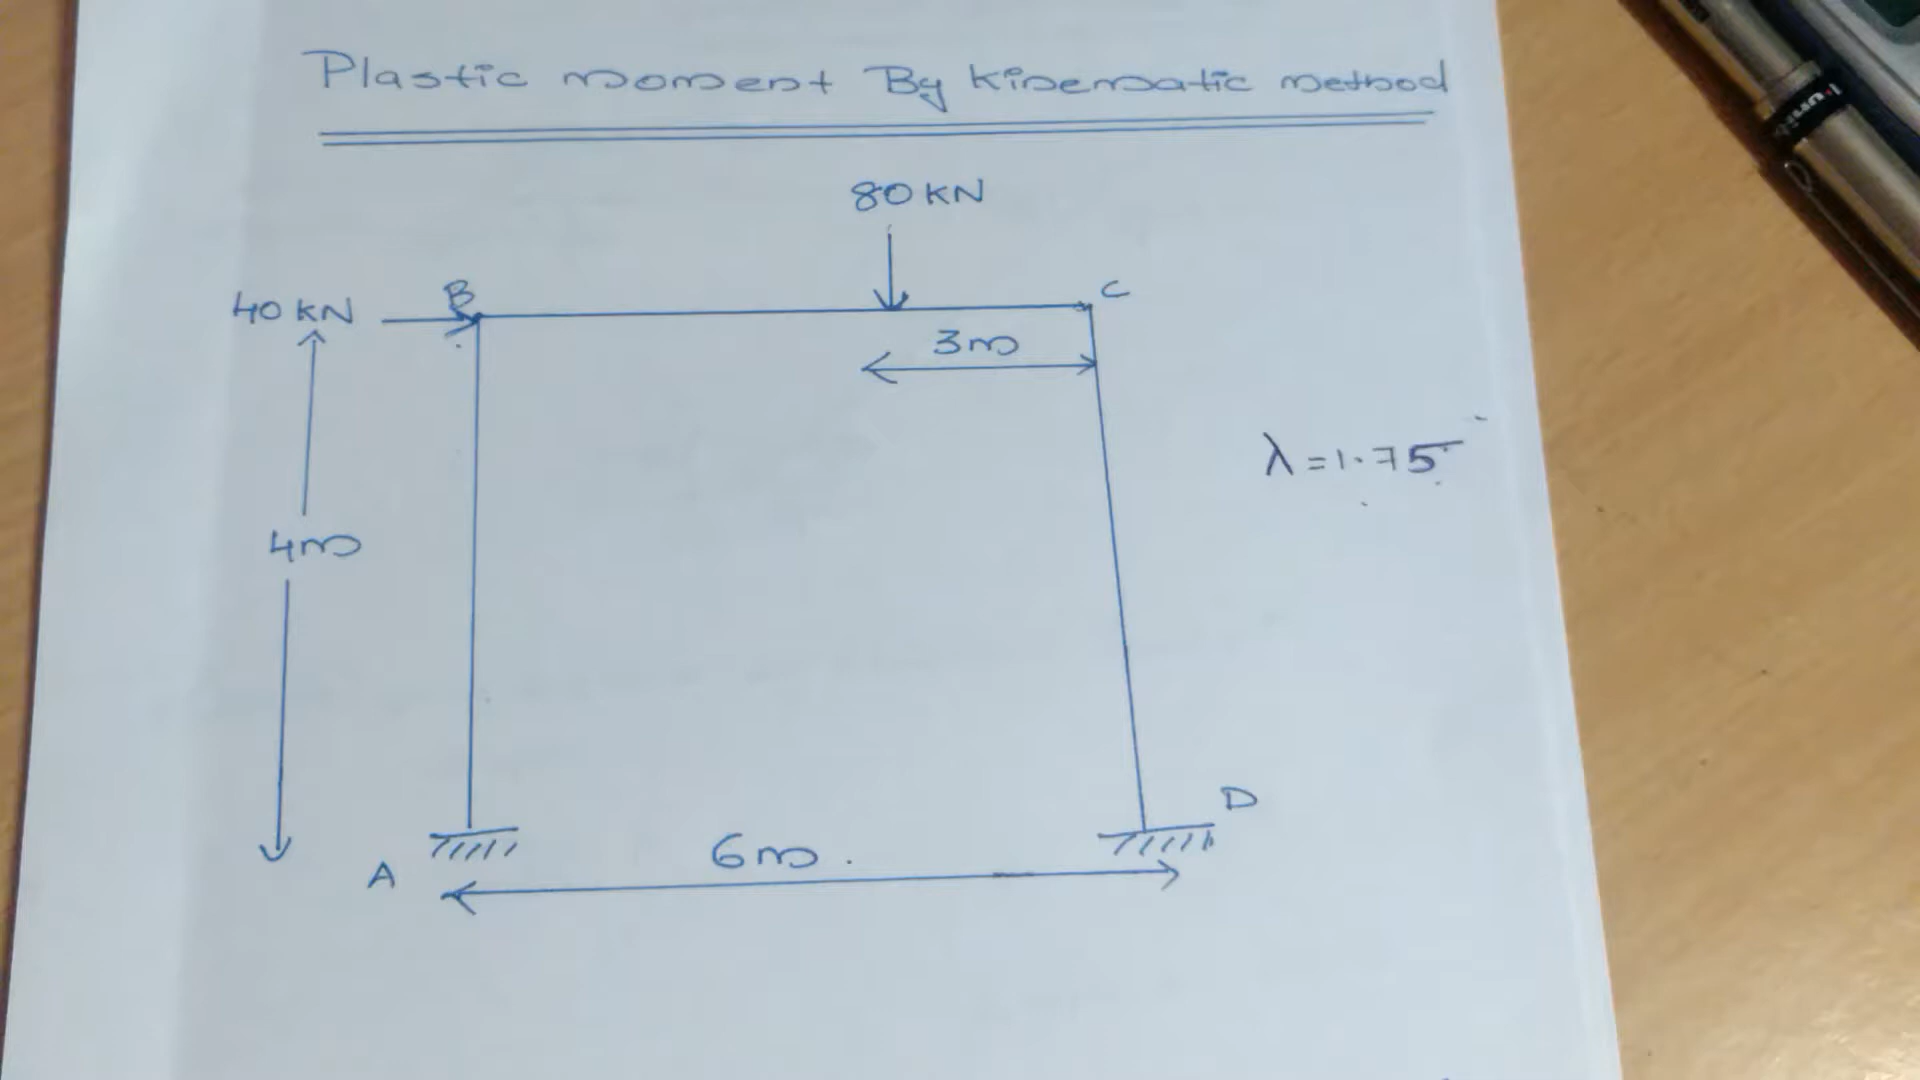 Plastic moment By Kinematic method
80 KN
40 KN
B
C
3m
λ = 1.75
4m
D
6m.
A